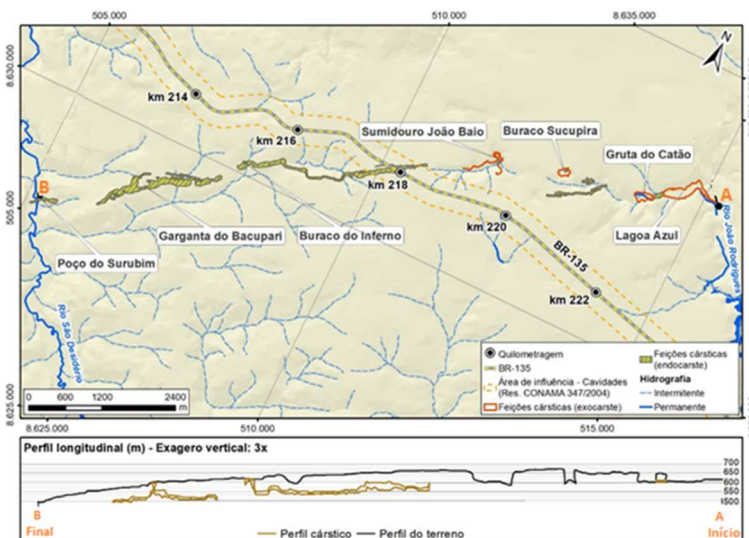 505.000
510.000
8.635.000
8.630.000
N
km 214
km 216
Sumidouro João Baio
Buraco Sucupira
Gruta do Catão
km 218
B
A
505.000
Garganta do Bacupari
Buraco do Inferno
km 220
Lagoa Azul
Rio João Rodrigues
Poço do Surubim
BR-135
km 222
Rio São Desidério
Quilometragem
BR-135
Área de influência - Cavidades
(Res. CONAMA 347/2004)
Feições cársticas (exocarste)
Feições cársticas
(endocarste)
Hidrografia
Intermitente
Permanente
0 600 1200 2400
m
8.625.000
8.625.000
510.000
515.000
Perfil longitudinal (m) - Exagero vertical: 3x
700
650
600
550
500
B
Final
A
Início
Perfil cárstico
Perfil do terreno